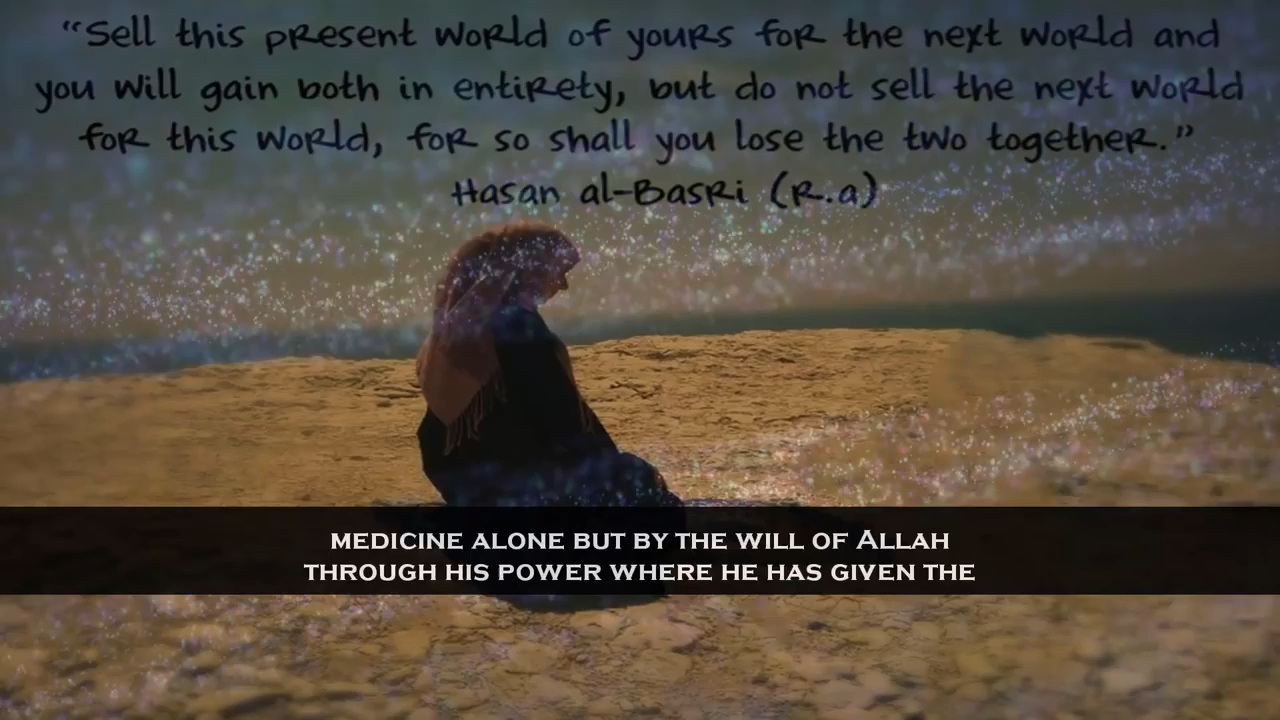 “Sell this present world of yours for the next world and
you will gain both in entirety, but do not sell the next world
for this world, for so shall you lose the two together.”
Hasan al-Basri (R.a)
MEDICINE ALONE BUT BY THE WILL OF ALLAH
THROUGH HIS POWER WHERE HE HAS GIVEN THE